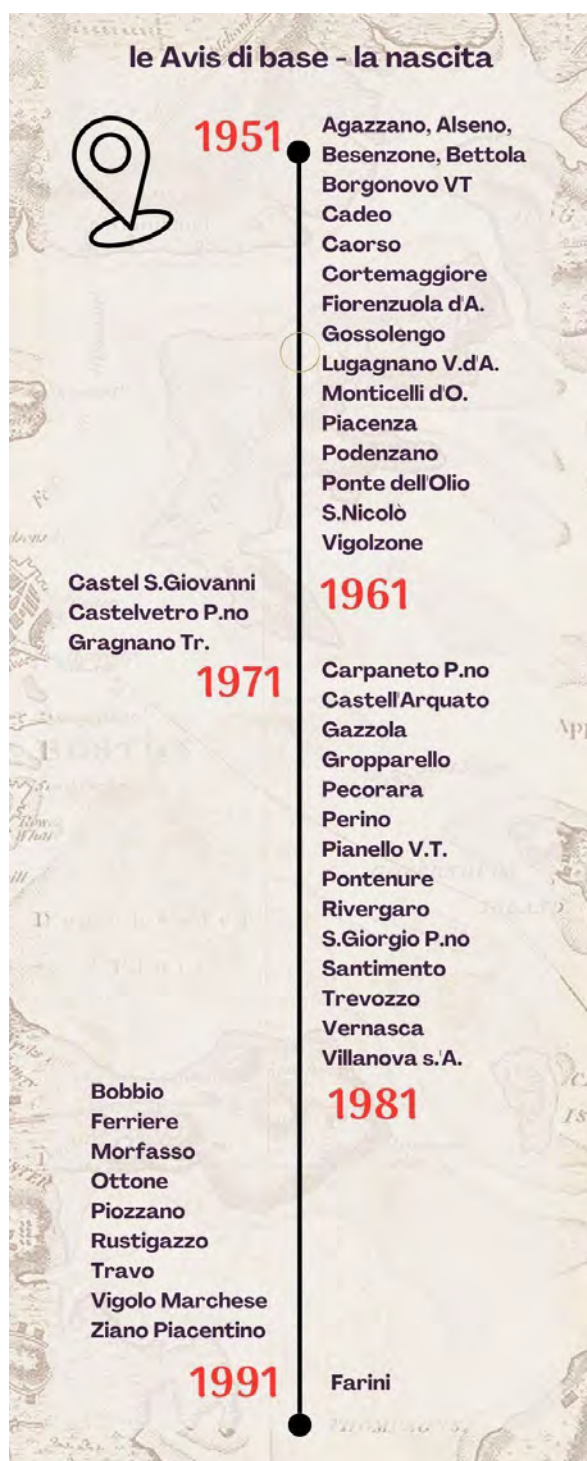 le Avis di base - la nascita
1951
Agazzano, Alseno,
Besenzone, Bettola
Borgonovo VT
Cadeo
Caorso
Cortemaggiore
Fiorenzuola d'A.
Gossolengo
Lugagnano V.d'A.
Monticelli d'O.
Piacenza
Podenzano
Ponte dell'Olio
S.Nicolò
Vigolzone
1961
Castel S.Giovanni
Castelvetro P.no
Gragnano Tr.
1971
Carpaneto P.no
Castell'Arquato
Gazzola
Gropparello
Pecorara
Perino
Pianello V.T.
Pontenure
Rivergaro
S.Giorgio P.no
Santimento
Trevozzo
Vernasca
Villanova s.'A.
1981
Bobbio
Ferriere
Morfasso
Ottone
Piozzano
Rustigazzo
Travo
Vigolo Marchese
Ziano Piacentino
1991
Farini